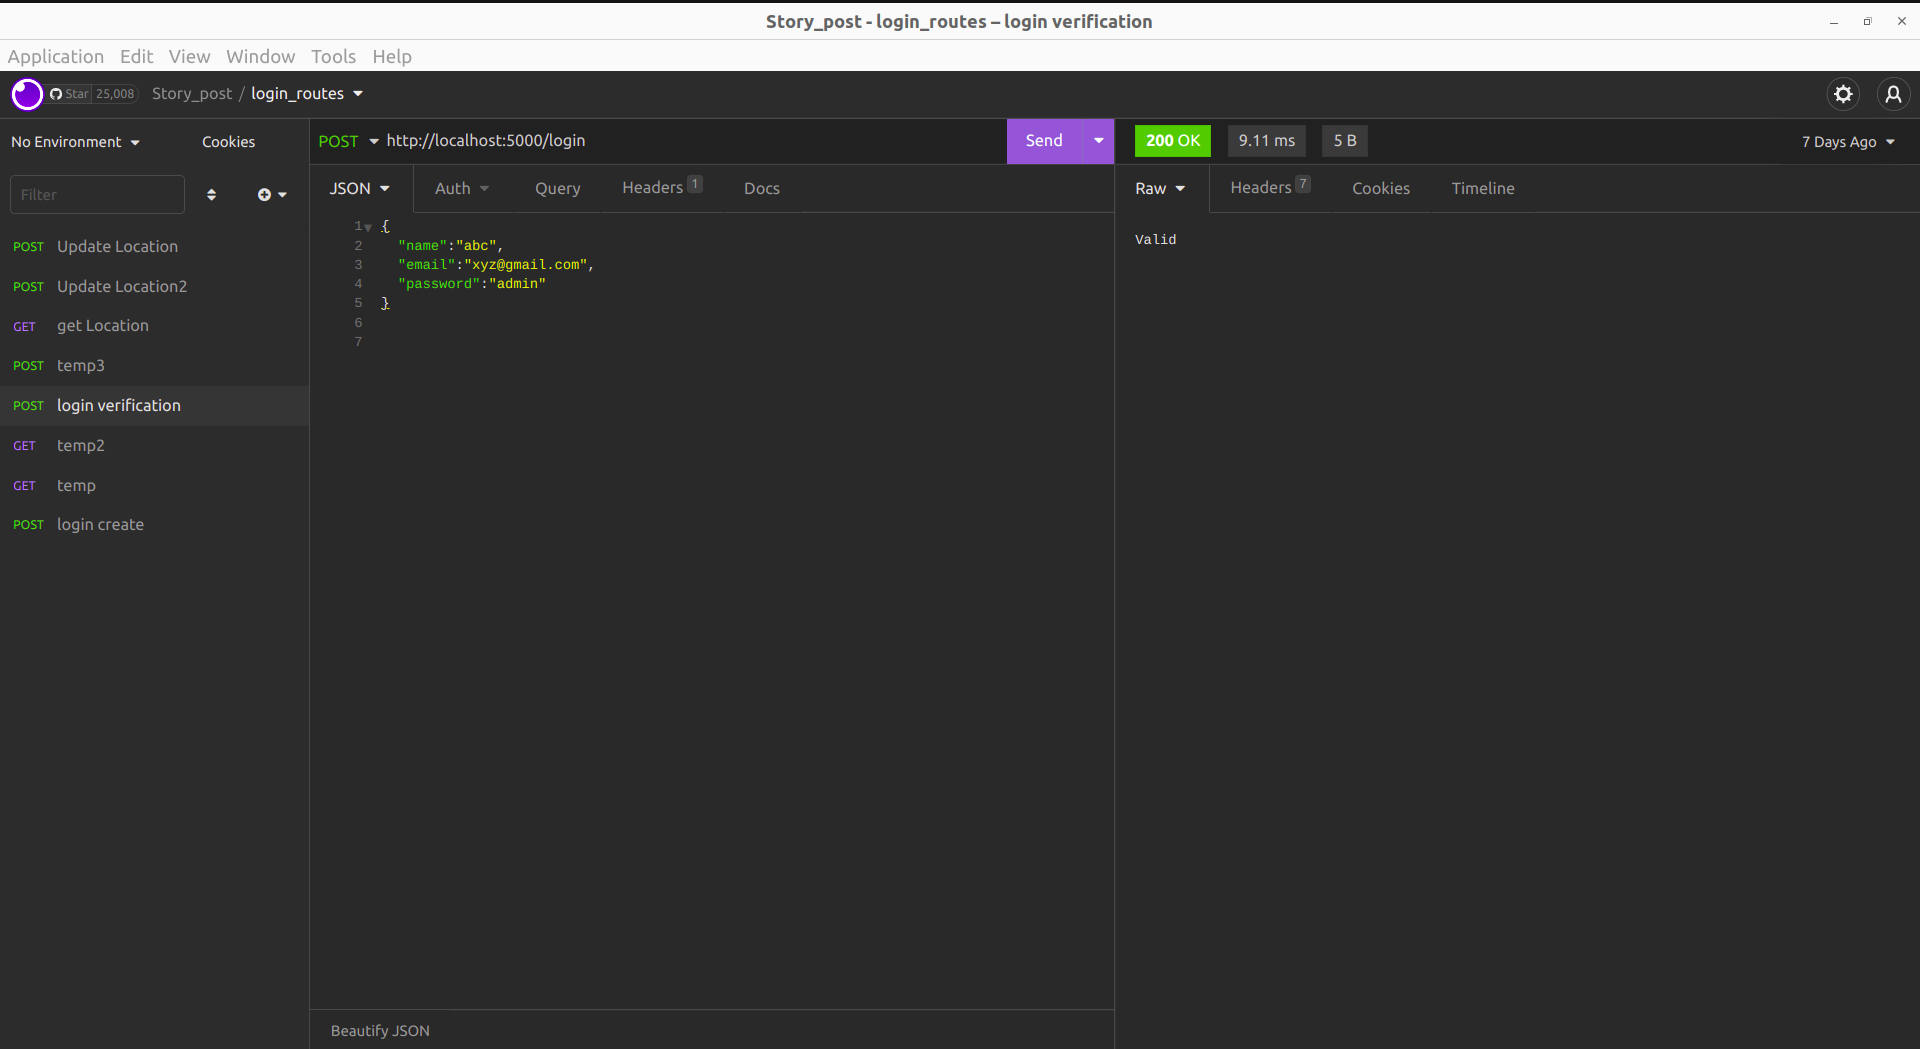 Story_post - login_routes – login verification
Application Edit View Window Tools Help
Star 25,008 Story_post / login_routes
No Environment Cookies
Filter
POST Update Location
POST Update Location2
GET get Location
POST temp3
POST login verification
GET temp2
GET temp
POST login create
POST http://localhost:5000/login Send
JSON Auth Query Headers 1 Docs
1 {
2 "name":"abc",
3 "email":"xyz@gmail.com",
4 "password":"admin"
5 }
6
7
Beautify JSON
200 OK 9.11 ms 5 B 7 Days Ago
Raw Headers 7 Cookies Timeline
Valid